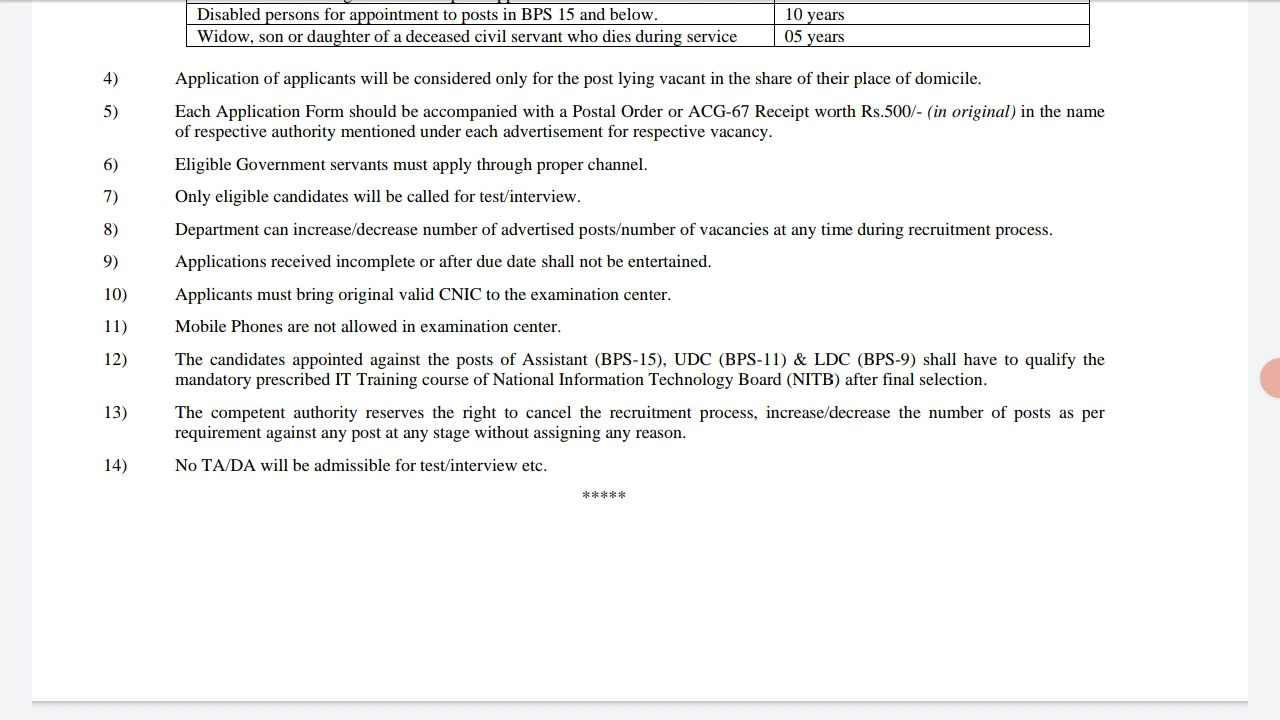 Disabled persons for appointment to posts in BPS 15 and below. 10 years
Widow, son or daughter of a deceased civil servant who dies during service 05 years
4) Application of applicants will be considered only for the post lying vacant in the share of their place of domicile.
5) Each Application Form should be accompanied with a Postal Order or ACG-67 Receipt worth Rs.500/- (in original) in the name
of respective authority mentioned under each advertisement for respective vacancy.
6) Eligible Government servants must apply through proper channel.
7) Only eligible candidates will be called for test/interview.
8) Department can increase/decrease number of advertised posts/number of vacancies at any time during recruitment process.
9) Applications received incomplete or after due date shall not be entertained.
10) Applicants must bring original valid CNIC to the examination center.
11) Mobile Phones are not allowed in examination center.
12) The candidates appointed against the posts of Assistant (BPS-15), UDC (BPS-11) & LDC (BPS-9) shall have to qualify the
mandatory prescribed IT Training course of National Information Technology Board (NITB) after final selection.
13) The competent authority reserves the right to cancel the recruitment process, increase/decrease the number of posts as per
requirement against any post at any stage without assigning any reason.
14) No TA/DA will be admissible for test/interview etc.
*****